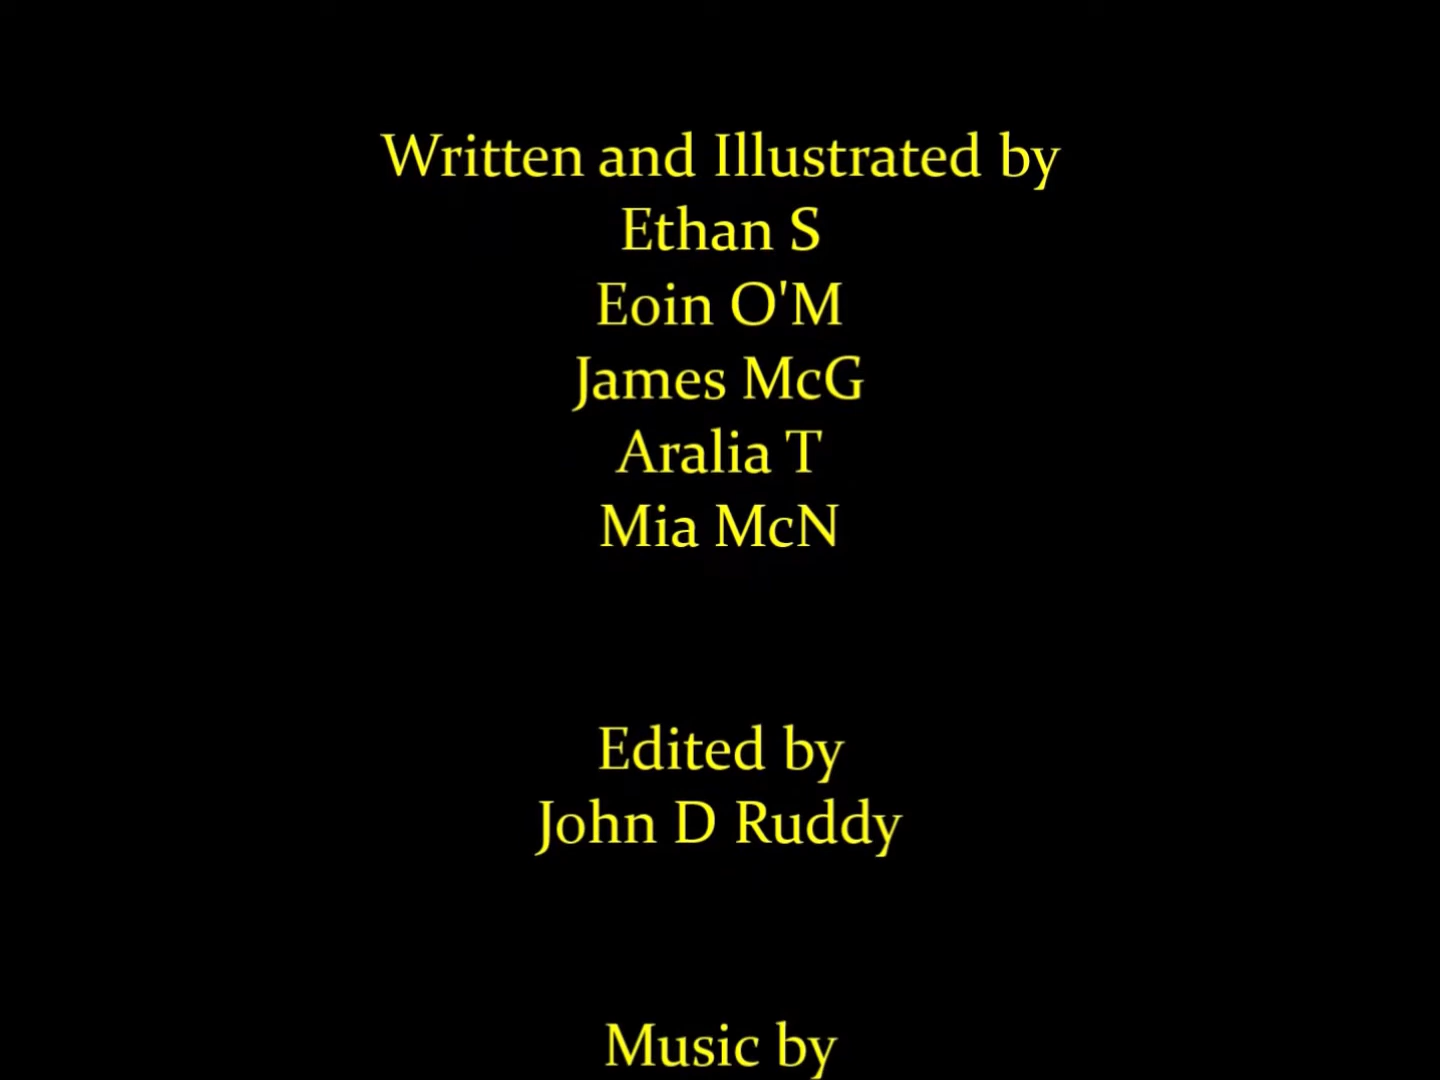 Written and Illustrated by
Ethan S
Eoin O'M
James McG
Aralia T
Mia McN
Edited by
John D Ruddy
Music by